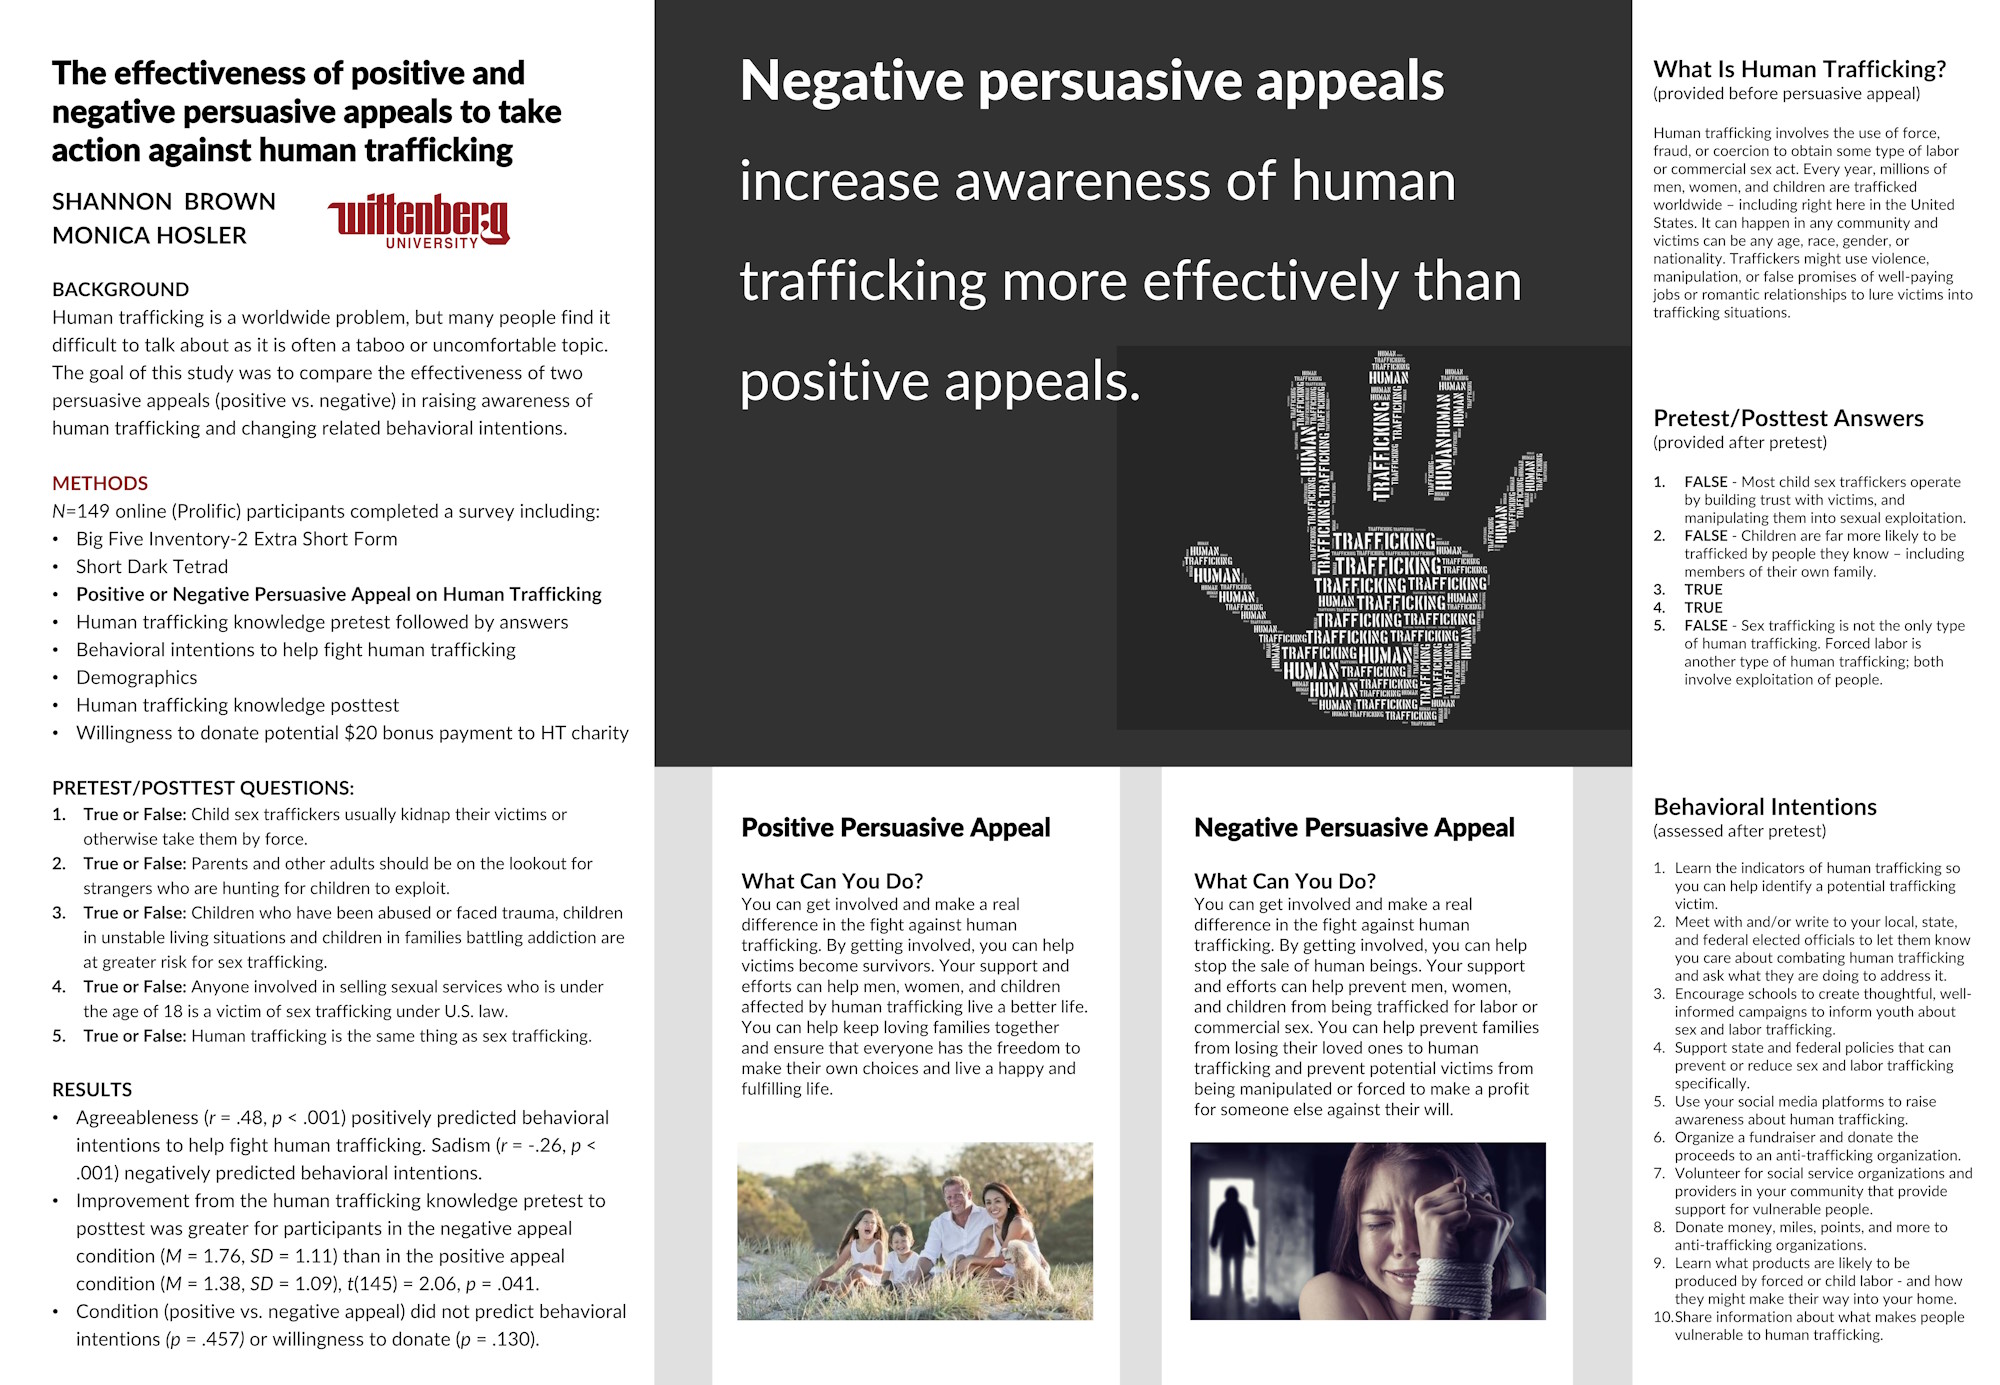 The effectiveness of positive and
negative persuasive appeals to take
action against human trafficking
SHANNON BROWN
MONICA HOSLER
wittenberg
UNIVERSITY
BACKGROUND
Human trafficking is a worldwide problem, but many people find it
difficult to talk about as it is often a taboo or uncomfortable topic.
The goal of this study was to compare the effectiveness of two
persuasive appeals (positive vs. negative) in raising awareness of
human trafficking and changing related behavioral intentions.
METHODS
N=149 online (Prolific) participants completed a survey including:
• Big Five Inventory-2 Extra Short Form
• Short Dark Tetrad
• Positive or Negative Persuasive Appeal on Human Trafficking
• Human trafficking knowledge pretest followed by answers
• Behavioral intentions to help fight human trafficking
• Demographics
• Human trafficking knowledge posttest
• Willingness to donate potential $20 bonus payment to HT charity
PRETEST/POSTTEST QUESTIONS:
1. True or False: Child sex traffickers usually kidnap their victims or
otherwise take them by force.
2. True or False: Parents and other adults should be on the lookout for
strangers who are hunting for children to exploit.
3. True or False: Children who have been abused or faced trauma, children
in unstable living situations and children in families battling addiction are
at greater risk for sex trafficking.
4. True or False: Anyone involved in selling sexual services who is under
the age of 18 is a victim of sex trafficking under U.S. law.
5. True or False: Human trafficking is the same thing as sex trafficking.
RESULTS
• Agreeableness (r = .48, p < .001) positively predicted behavioral
intentions to help fight human trafficking. Sadism (r = -.26, p <
.001) negatively predicted behavioral intentions.
• Improvement from the human trafficking knowledge pretest to
posttest was greater for participants in the negative appeal
condition (M = 1.76, SD = 1.11) than in the positive appeal
condition (M = 1.38, SD = 1.09), t(145) = 2.06, p = .041.
• Condition (positive vs. negative appeal) did not predict behavioral
intentions (p = .457) or willingness to donate (p = .130).
Negative persuasive appeals
increase awareness of human
trafficking more effectively than
positive appeals.
HUMAN
TRAFFICKING
HUMAN
TRAFFICKING
TRAFFICKING
HUMAN
TRAFFICKING
TRAFFICKING
TRAFFICKING TRAFFICKING
HUMAN TRAFFICKING HUMAN
TRAFFICKING TRAFFICKING
TRAFFICKING TRAFFICKING TRAFFICKING
TRAFFICKING HUMAN
HUMAN TRAFFICKING
HUMAN TRAFFICKING
HUMAN TRAFFICKING
HUMAN TRAFFICKING TRAFFICKING
Positive Persuasive Appeal
What Can You Do?
You can get involved and make a real
difference in the fight against human
trafficking. By getting involved, you can help
victims become survivors. Your support and
efforts can help men, women, and children
affected by human trafficking live a better life.
You can help keep loving families together
and ensure that everyone has the freedom to
make their own choices and live a happy and
fulfilling life.
Negative Persuasive Appeal
What Can You Do?
You can get involved and make a real
difference in the fight against human
trafficking. By getting involved, you can help
stop the sale of human beings. Your support
and efforts can help prevent men, women,
and children from being trafficked for labor or
commercial sex. You can help prevent families
from losing their loved ones to human
trafficking and prevent potential victims from
being manipulated or forced to make a profit
for someone else against their will.
What Is Human Trafficking?
(provided before persuasive appeal)
Human trafficking involves the use of force,
fraud, or coercion to obtain some type of labor
or commercial sex act. Every year, millions of
men, women, and children are trafficked
worldwide – including right here in the United
States. It can happen in any community and
victims can be any age, race, gender, or
nationality. Traffickers might use violence,
manipulation, or false promises of well-paying
jobs or romantic relationships to lure victims into
trafficking situations.
Pretest/Posttest Answers
(provided after pretest)
1. FALSE - Most child sex traffickers operate
by building trust with victims, and
manipulating them into sexual exploitation.
2. FALSE - Children are far more likely to be
trafficked by people they know – including
members of their own family.
3. TRUE
4. TRUE
5. FALSE - Sex trafficking is not the only type
of human trafficking. Forced labor is
another type of human trafficking; both
involve exploitation of people.
Behavioral Intentions
(assessed after pretest)
1. Learn the indicators of human trafficking so
you can help identify a potential trafficking
victim.
2. Meet with and/or write to your local, state,
and federal elected officials to let them know
you care about combating human trafficking
and ask what they are doing to address it.
3. Encourage schools to create thoughtful, well-
informed campaigns to inform youth about
sex and labor trafficking.
4. Support state and federal policies that can
prevent or reduce sex and labor trafficking
specifically.
5. Use your social media platforms to raise
awareness about human trafficking.
6. Organize a fundraiser and donate the
proceeds to an anti-trafficking organization.
7. Volunteer for social service organizations and
providers in your community that provide
support for vulnerable people.
8. Donate money, miles, points, and more to
anti-trafficking organizations.
9. Learn what products are likely to be
produced by forced or child labor - and how
they might make their way into your home.
10. Share information about what makes people
vulnerable to human trafficking.